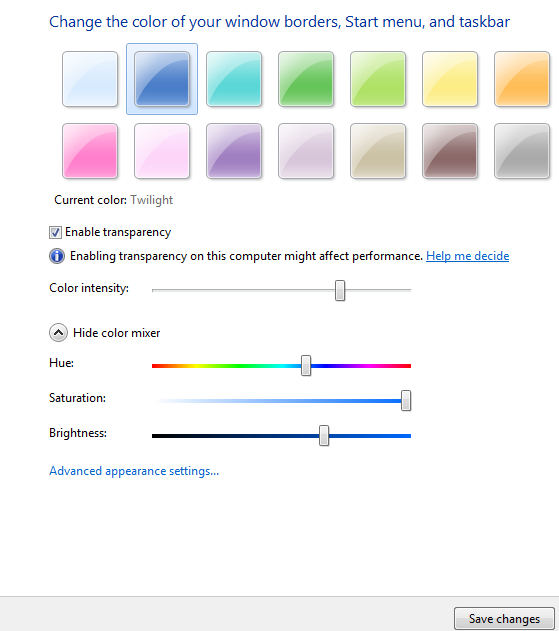 Change the color of your window borders, Start menu, and taskbar
Current color: Twilight
Enable transparency
Enabling transparency on this computer might affect performance. Help me decide
Color intensity:
Hide color mixer
Hue:
Saturation:
Brightness:
Advanced appearance settings...
Save changes